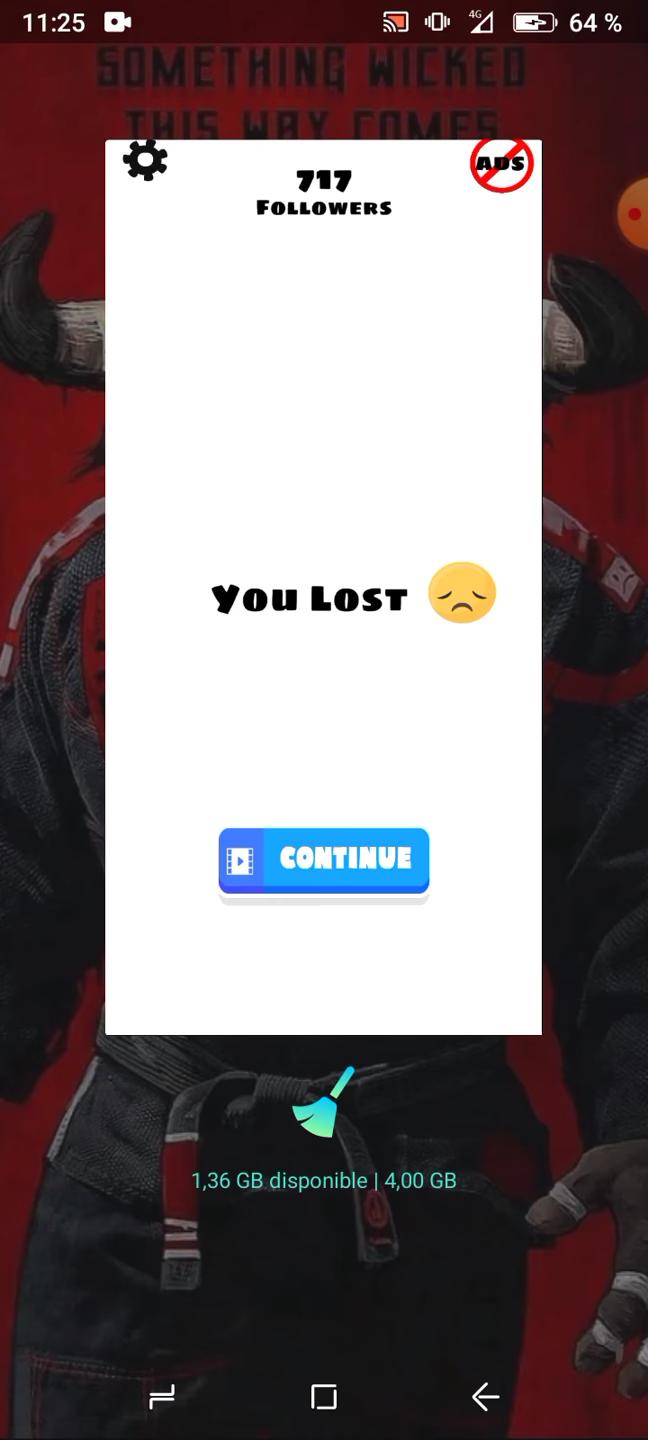 11:25
4G
64 %
SOMETHING WICKED
THIS WAY COMES
ADS
717
FOLLOWERS
YOU LOST
CONTINUE
1,36 GB disponible | 4,00 GB